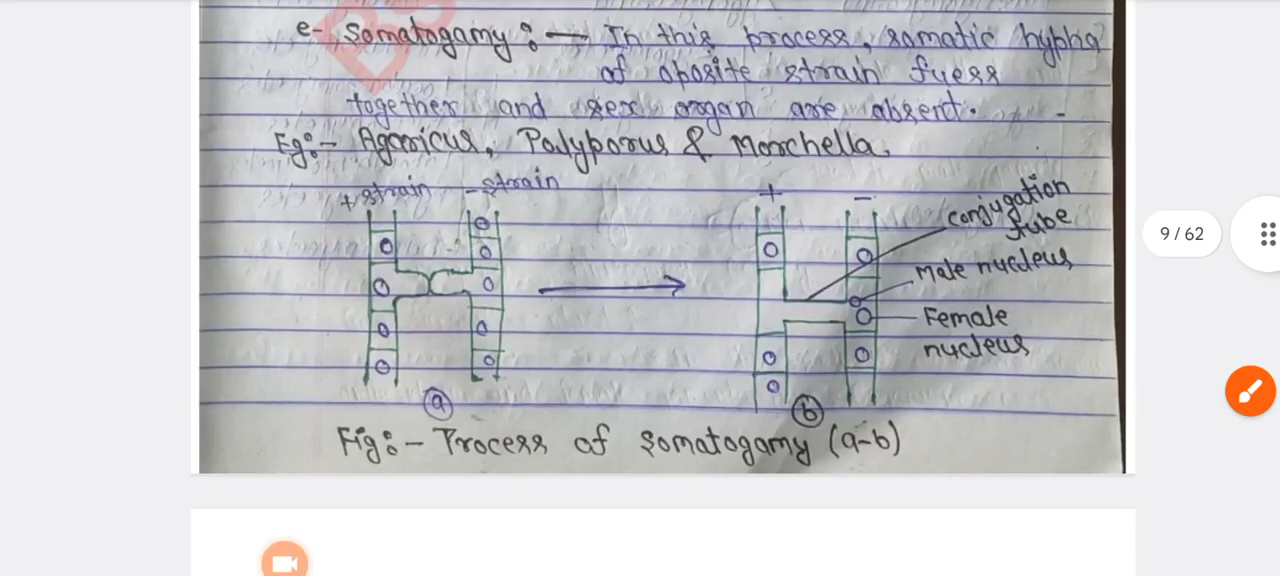 e- Somatogamy :— In this process, somatic hypha
of oposite strain fuess
together and sex organ are absent.
Eg:- Agaricus, Polyporus & Morchella.
+ strain - strain
+ -
conjugation
tube
Male nucleus
Female
nucleus
a b
Fig:- Process of Somatogamy (a-b)
9 / 62